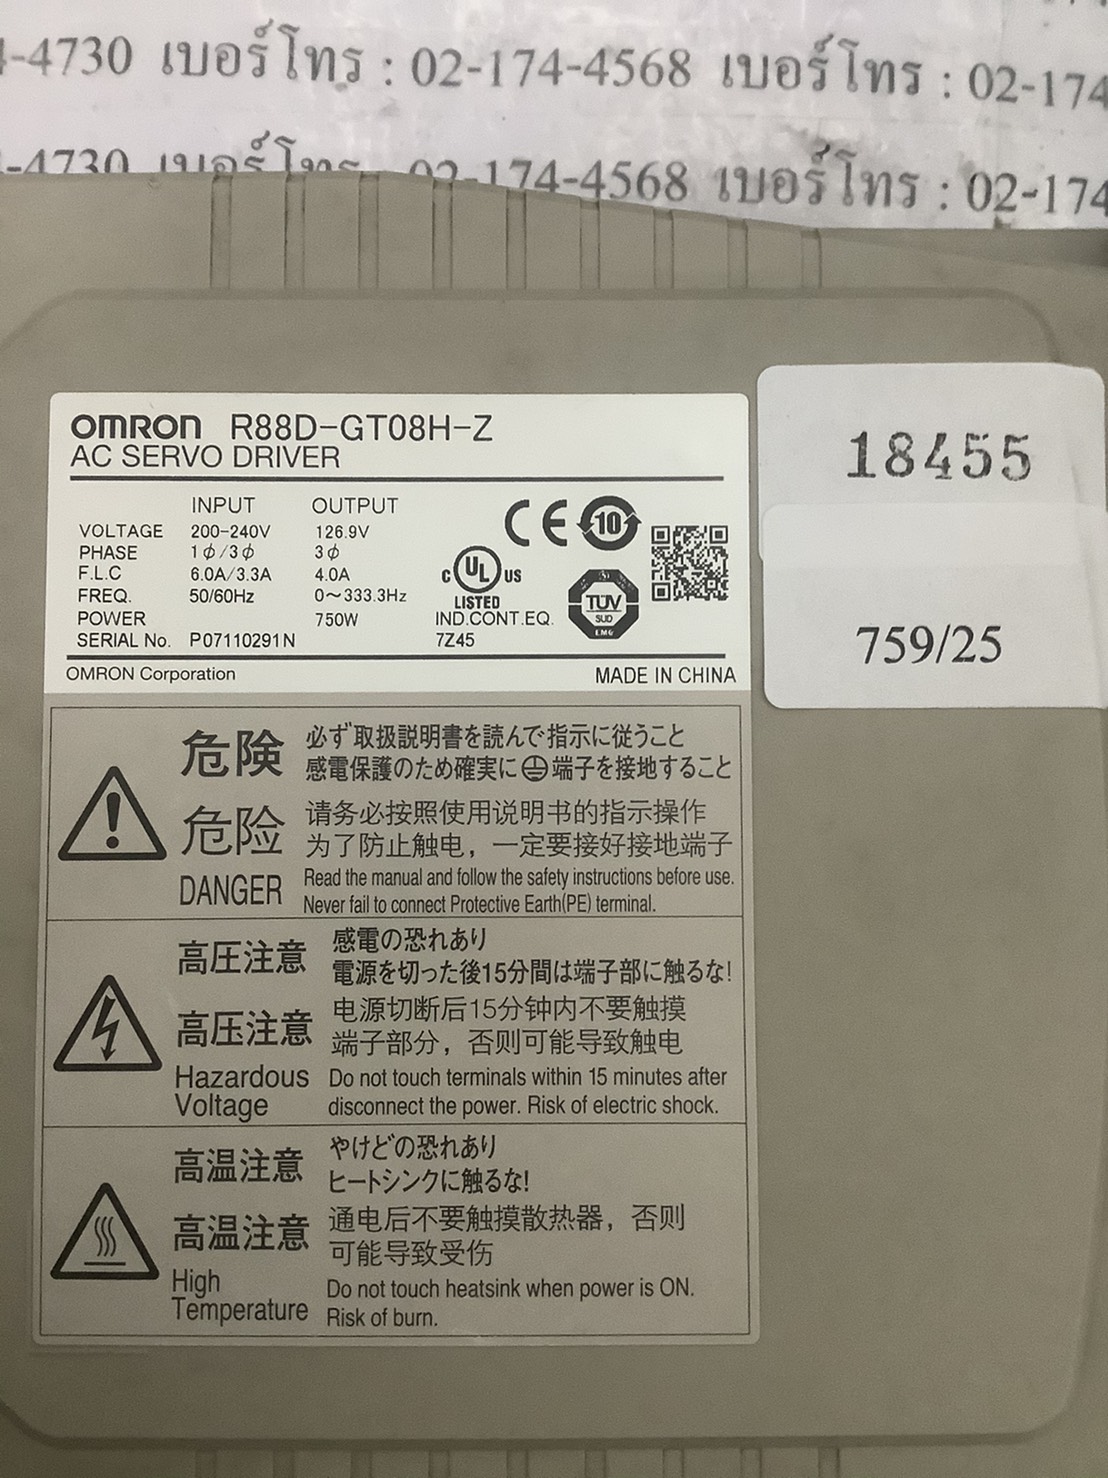 -4730 เบอร์โทร : 02-174-4568 เบอร์โทร : 02-174
-4730 เบอร์โทร 02-174-4568 เบอร์โทร : 02-174
OMRON R88D-GT08H-Z
AC SERVO DRIVER
INPUT OUTPUT
VOLTAGE 200-240V 126.9V
PHASE 1ϕ/3ϕ 3ϕ
F.L.C 6.0A/3.3A 4.0A
FREQ. 50/60Hz 0~333.3Hz
POWER 750W
SERIAL No. P07110291N
CE 10
C UL US
LISTED
IND.CONT.EQ.
7Z45
TÜV
SUD
EMC
OMRON Corporation MADE IN CHINA
18455
759/25
危険 必ず取扱説明書を読んで指示に従うこと
感電保護のため確実に端子を接地すること
危险 请务必按照使用说明书的指示操作
为了防止触电，一定要接好接地端子
DANGER Read the manual and follow the safety instructions before use.
Never fail to connect Protective Earth(PE) terminal.
高圧注意 感電の恐れあり
電源を切った後15分間は端子部に触るな!
高压注意 电源切断后15分钟内不要触摸
端子部分，否则可能导致触电
Hazardous Voltage Do not touch terminals within 15 minutes after
disconnect the power. Risk of electric shock.
高温注意 やけどの恐れあり
ヒートシンクに触るな!
高温注意 通电后不要触摸散热器，否则
可能导致受伤
High Temperature Do not touch heatsink when power is ON.
Risk of burn.